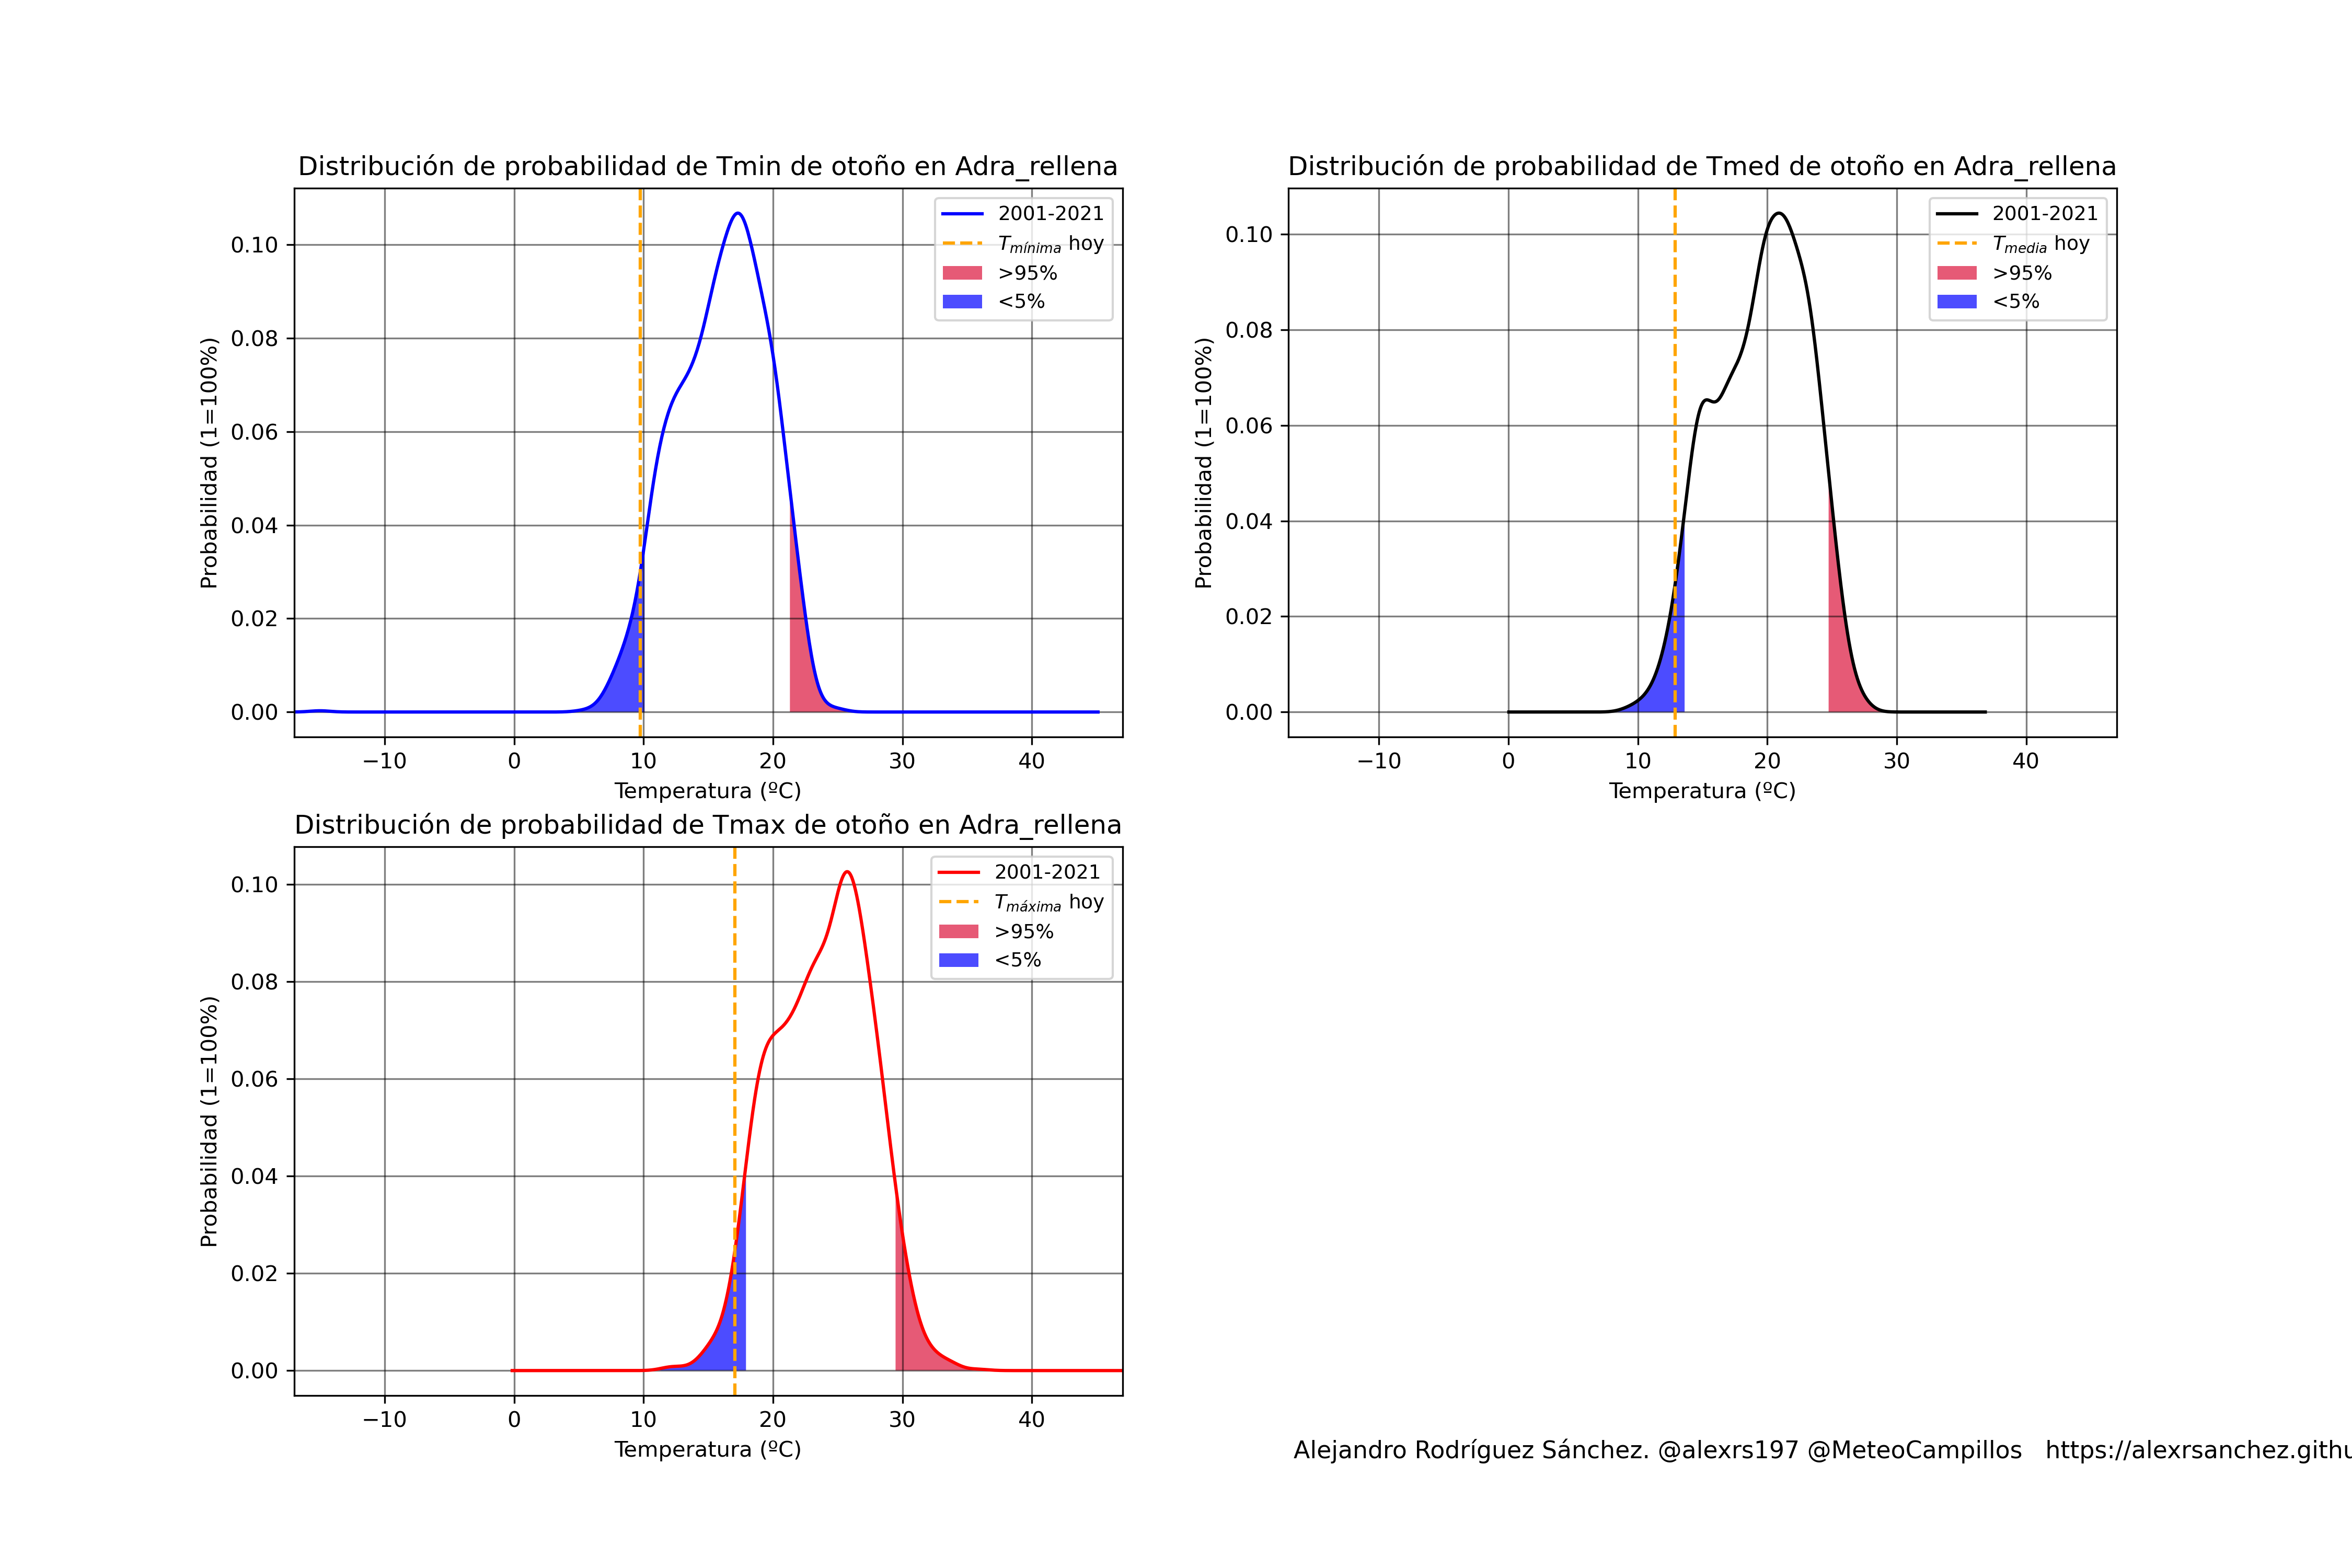 Distribución de probabilidad de Tmin de otoño en Adra_rellena
Probabilidad (1=100%)
0.10
0.08
0.06
0.04
0.02
0.00
−10 0 10 20 30 40
Temperatura (ºC)
2001-2021
Tmínima hoy
>95%
<5%
Distribución de probabilidad de Tmed de otoño en Adra_rellena
Probabilidad (1=100%)
0.10
0.08
0.06
0.04
0.02
0.00
−10 0 10 20 30 40
Temperatura (ºC)
2001-2021
Tmedia hoy
>95%
<5%
Distribución de probabilidad de Tmax de otoño en Adra_rellena
Probabilidad (1=100%)
0.10
0.08
0.06
0.04
0.02
0.00
−10 0 10 20 30 40
Temperatura (ºC)
2001-2021
Tmáxima hoy
>95%
<5%
Alejandro Rodríguez Sánchez. @alexrs197 @MeteoCampillos https://alexrsanchez.githu